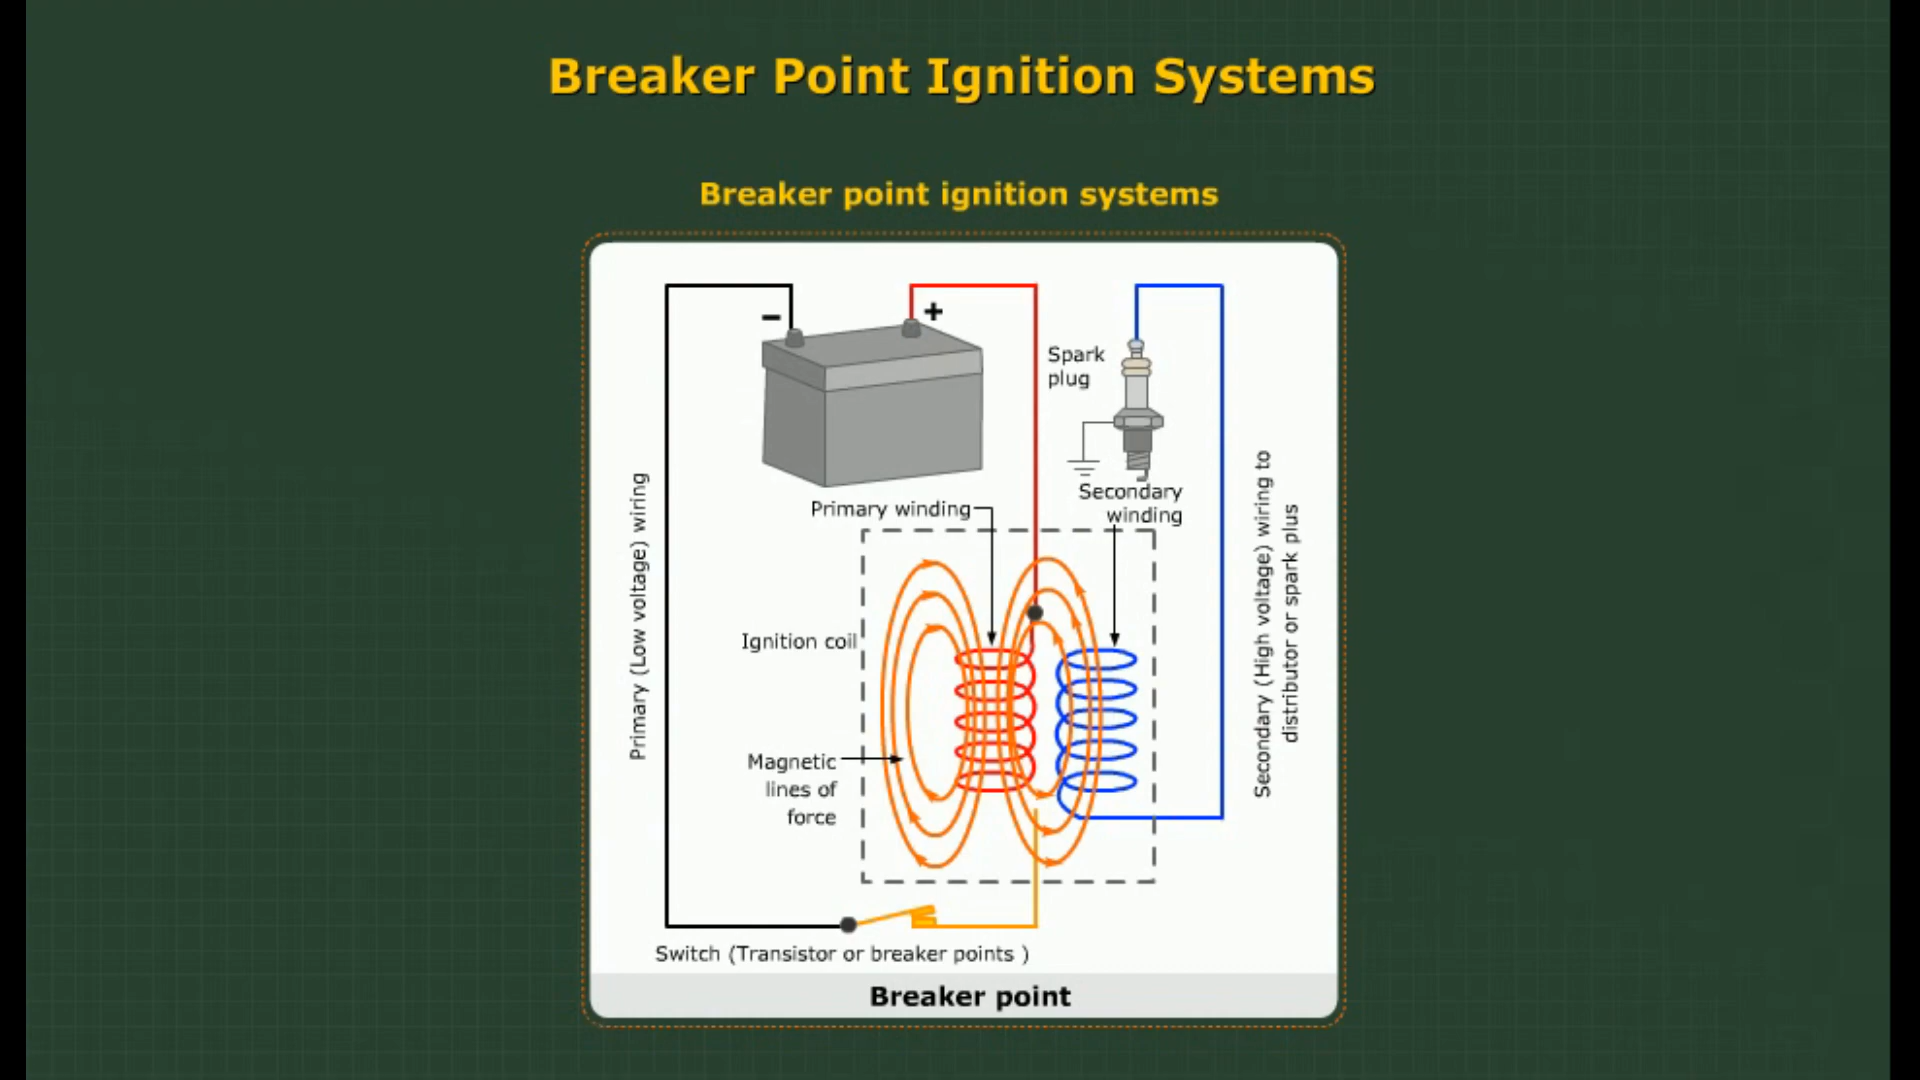 Breaker Point Ignition Systems
Breaker point ignition systems
−
+
Spark
plug
Primary winding
Secondary
winding
Primary (Low voltage) wiring
Secondary (High voltage) wiring to
distributor or spark plus
Ignition coil
Magnetic
lines of
force
Switch (Transistor or breaker points )
Breaker point